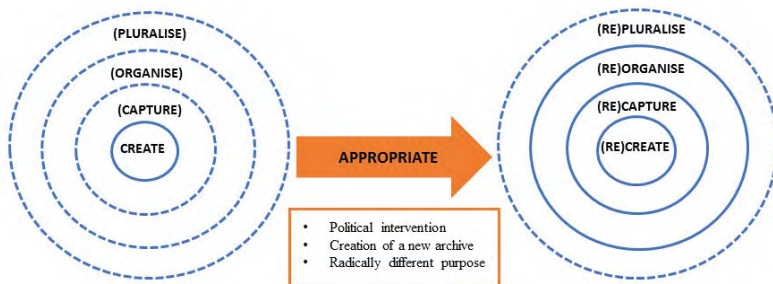 (PLURALISE)
(ORGANISE)
(CAPTURE)
CREATE
APPROPRIATE
• Political intervention
• Creation of a new archive
• Radically different purpose
(RE)PLURALISE
(RE)ORGANISE
(RE)CAPTURE
(RE)CREATE